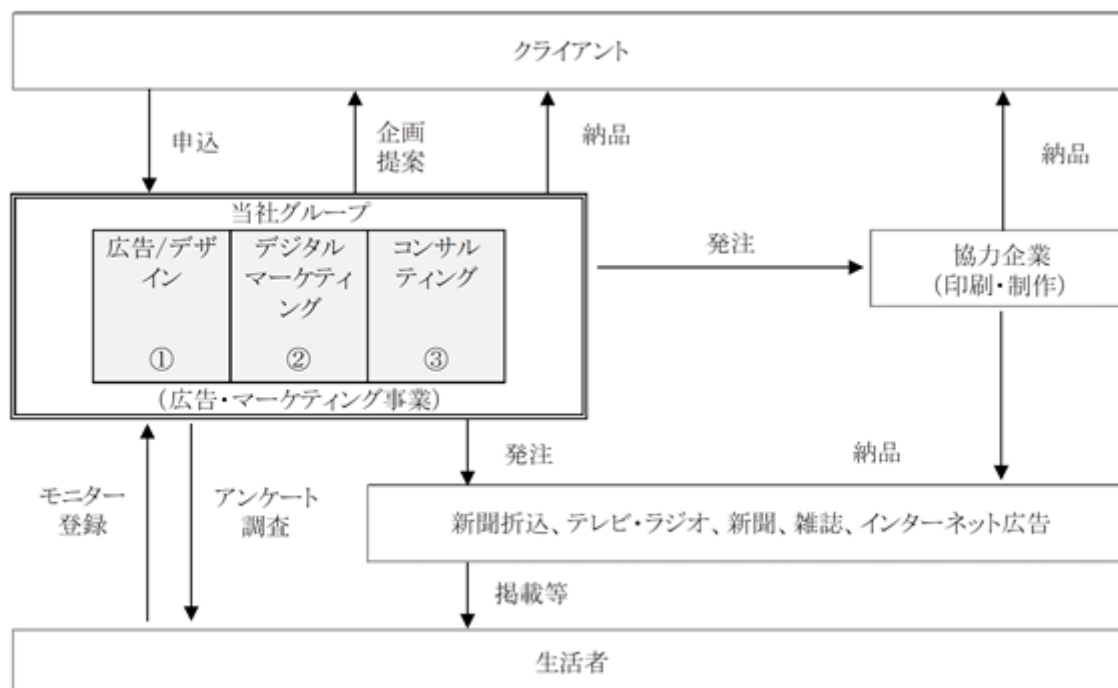 クライアント
申込
企画
提案
納品
納品
当社グループ
広告/デザ
イン
①
デジタル
マーケティ
ング
②
コンサル
ティング
③
(広告・マーケティング事業)
発注
協力企業
(印刷・制作)
モニター
登録
アンケート
調査
発注
納品
新聞折込、テレビ・ラジオ、新聞、雑誌、インターネット広告
掲載等
生活者